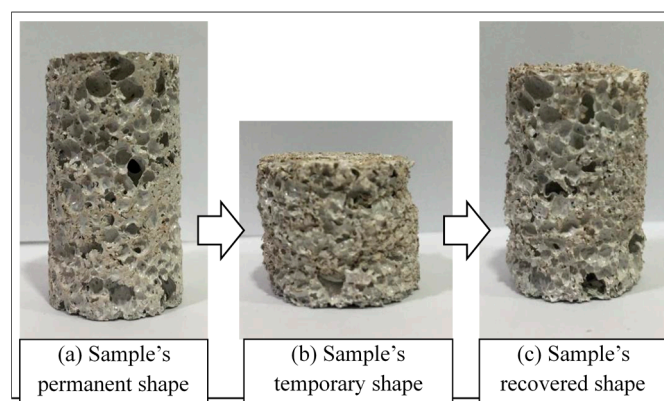 (a) Sample's
permanent shape
(b) Sample's
temporary shape
(c) Sample's
recovered shape